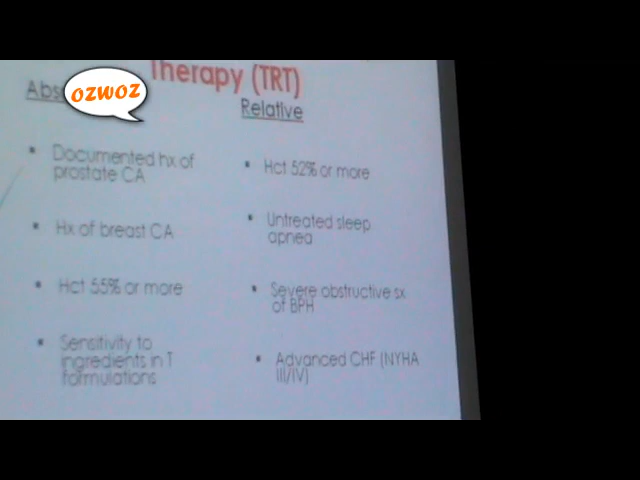 Therapy (TRT)
ozwoz
Relative
Documented hx of
prostate CA
Hx of breast CA
Hct 55% or more
Sensitivity to
ingredients in T
formulations
Hct 52% or more
Untreated sleep
apnea
Severe obstructive sx
of BPH
Advanced CHF (NYHA
III/IV)